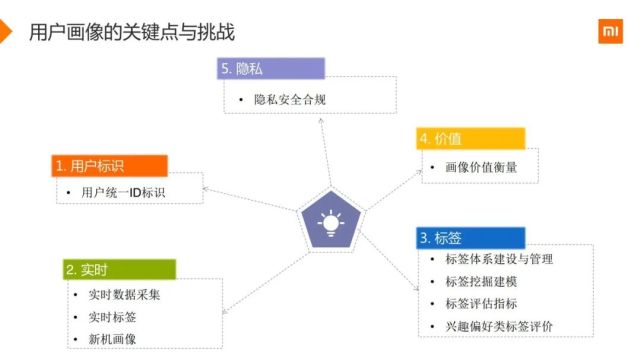 用户画像的关键点与挑战
mi
5. 隐私
• 隐私安全合规
4. 价值
• 画像价值衡量
1. 用户标识
• 用户统一ID标识
3. 标签
• 标签体系建设与管理
• 标签挖掘建模
• 标签评估指标
• 兴趣偏好类标签评价
2. 实时
• 实时数据采集
• 实时标签
• 新机画像